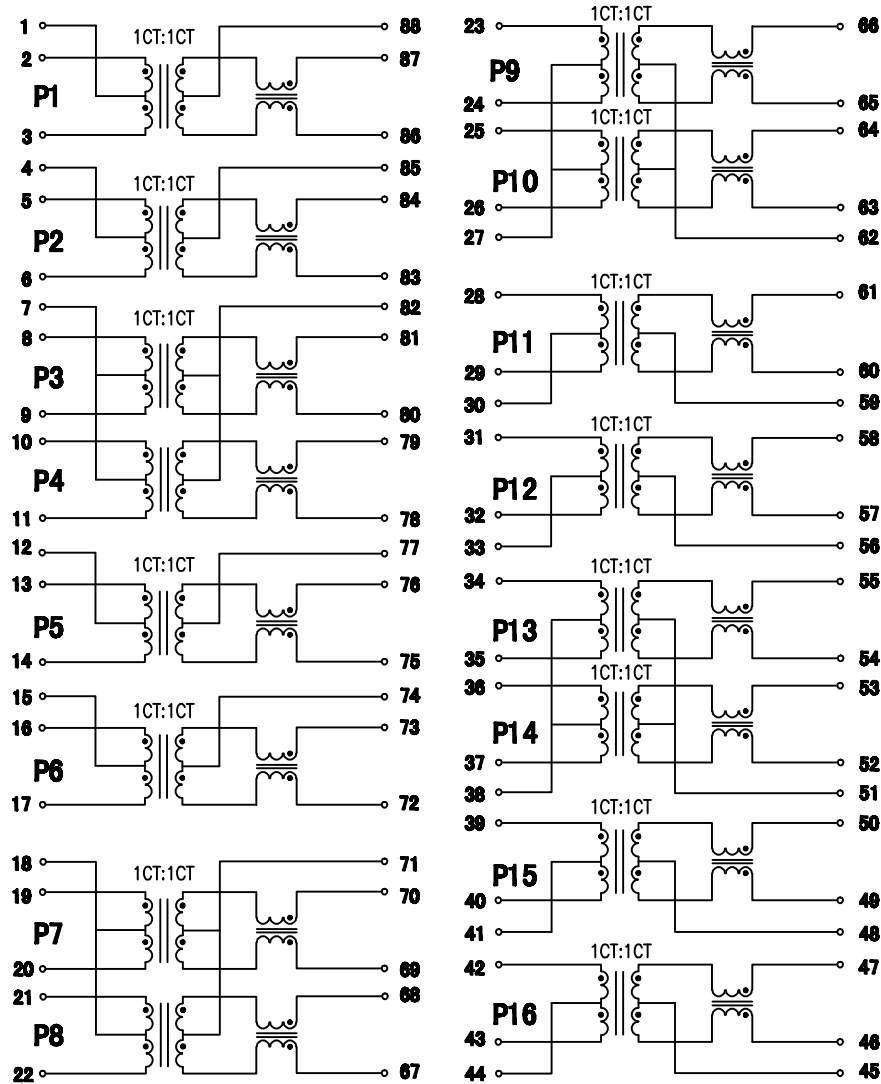 1 88
1CT:1CT
2 87
P1
3 86
4 85
1CT:1CT
5 84
P2
6 83
7 82
1CT:1CT
8 81
P3
9 80
10 79
P4
11 78
12 77
1CT:1CT
13 76
P5
14 75
15 74
1CT:1CT
16 73
P6
17 72
18 71
1CT:1CT
19 70
P7
20 69
21 68
P8
22 67
1CT:1CT
23 66
P9
24 65
1CT:1CT
25 64
P10
26 63
27 62
1CT:1CT
28 61
P11
29 60
30 59
1CT:1CT
31 58
P12
32 57
33 56
1CT:1CT
34 55
P13
35 54
1CT:1CT
36 53
P14
37 52
38 51
1CT:1CT
39 50
P15
40 49
41 48
1CT:1CT
42 47
P16
43 46
44 45